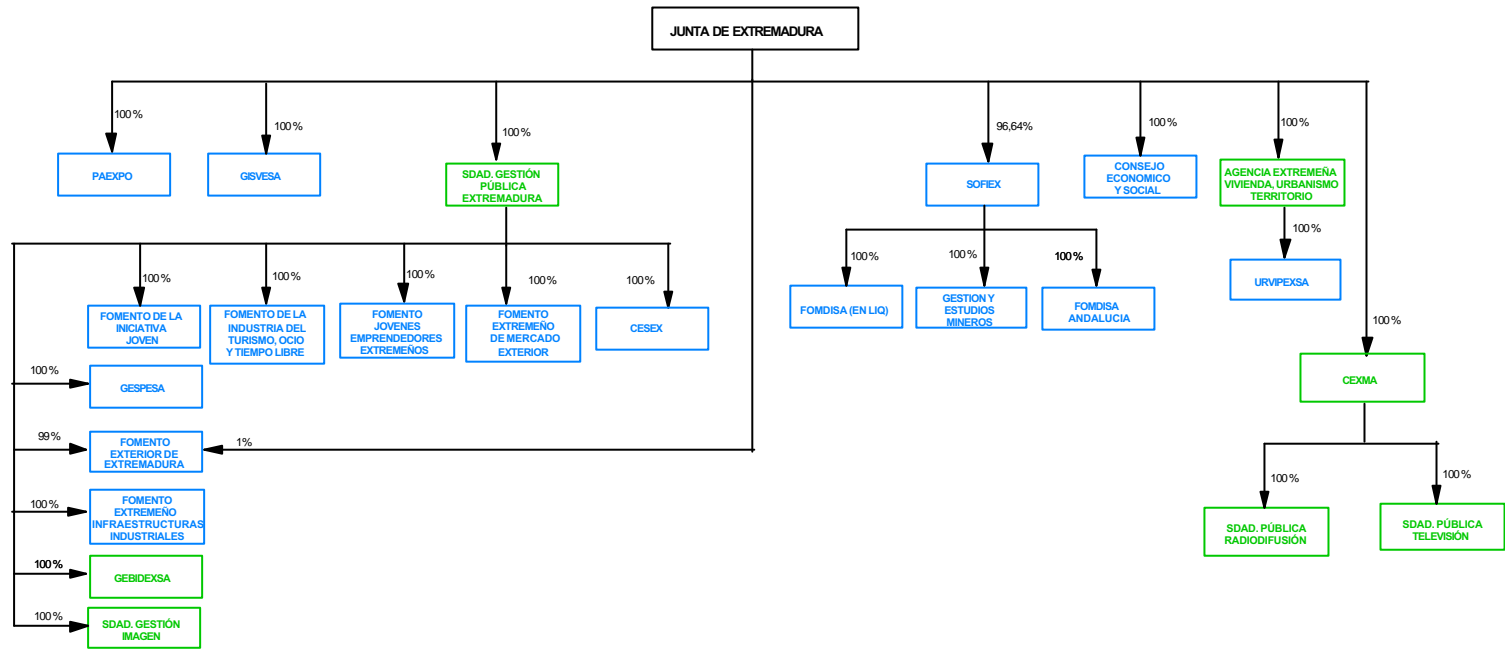 JUNTA DE EXTREMADURA
100%
100%
100%
96,64%
100%
100%
PAEXPO
GISVESA
SDAD. GESTIÓN
PÚBLICA
EXTREMADURA
SOFIEX
CONSEJO
ECONOMICO
Y SOCIAL
AGENCIA EXTREMEÑA
VIVIENDA, URBANISMO
TERRITORIO
100%
100%
100%
100%
100%
100%
100%
100%
100%
FOMENTO DE LA
INICIATIVA
JOVEN
FOMENTO DE LA
INDUSTRIA DEL
TURISMO, OCIO
Y TIEMPO LIBRE
FOMENTO
JOVENES
EMPRENDEDORES
EXTREMEÑOS
FOMENTO
EXTREMEÑO
DE MERCADO
EXTERIOR
CESEX
FOMDISA (EN LIQ)
GESTION Y
ESTUDIOS
MINEROS
FOMDISA
ANDALUCIA
URVIPEXSA
100%
CEXMA
100%
GESPESA
99%
FOMENTO
EXTERIOR DE
EXTREMADURA
1%
100%
100%
100%
FOMENTO
EXTREMEÑO
INFRAESTRUCTURAS
INDUSTRIALES
SDAD. PÚBLICA
RADIODIFUSIÓN
SDAD. PÚBLICA
TELEVISIÓN
100%
GEBIDEXSA
100%
SDAD. GESTIÓN
IMAGEN